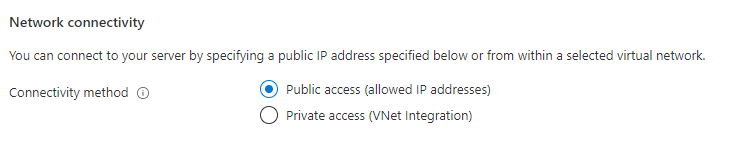 Network connectivity
You can connect to your server by specifying a public IP address specified below or from within a selected virtual network.
Connectivity method
Public access (allowed IP addresses)
Private access (VNet Integration)